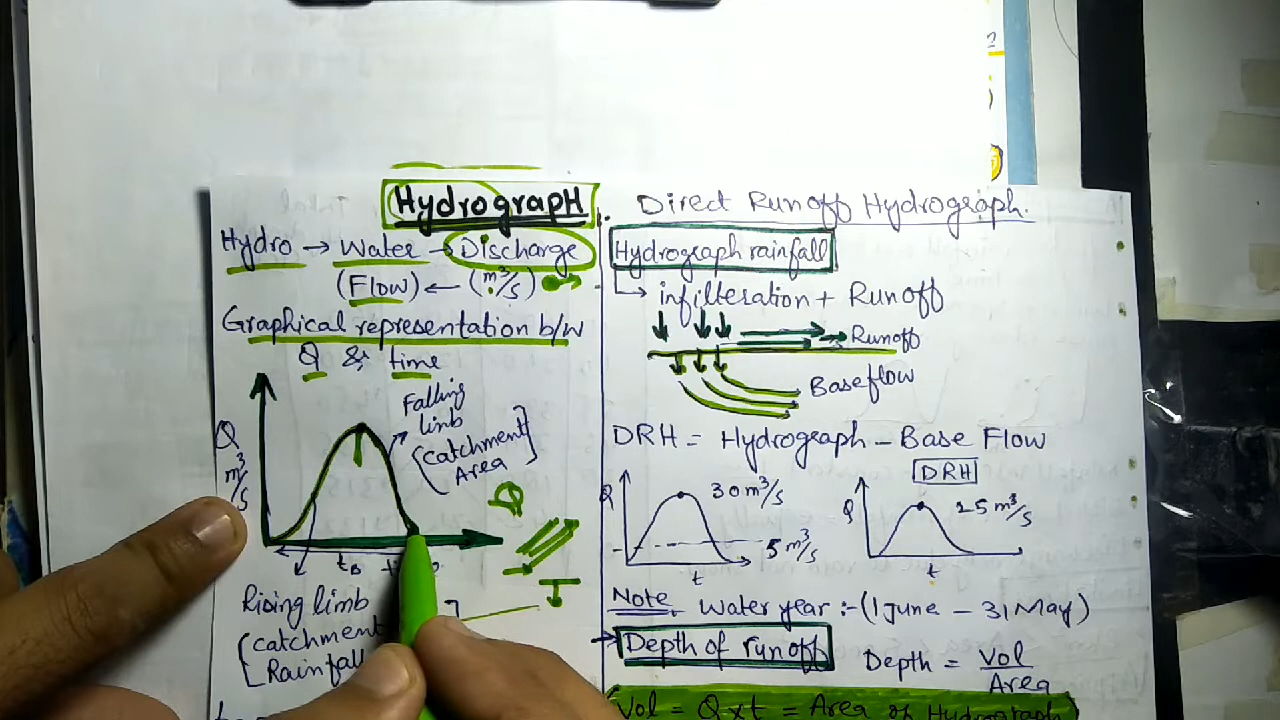 HydrograpH
Hydro → Water → Discharge
(Flow) ← (m³/s)
Graphical representation b/w
Q & time
Falling
limb
(catchment
Area)
Q
m³/s
Q
tB
Rising limb
(catchment
Rainfall
Direct Runoff Hydrograph.
Hydrograph rainfall
infilteration + Runoff
Runoff
Baseflow
DRH = Hydrograph - Base Flow
DRH
Q
30 m³/s
5 m³/s
t
Q
25 m³/s
t
Note Water year :- (1 June - 31 May)
Depth of runoff
Depth = Vol
Area
Vol = Q x t = Area of Hydrograph